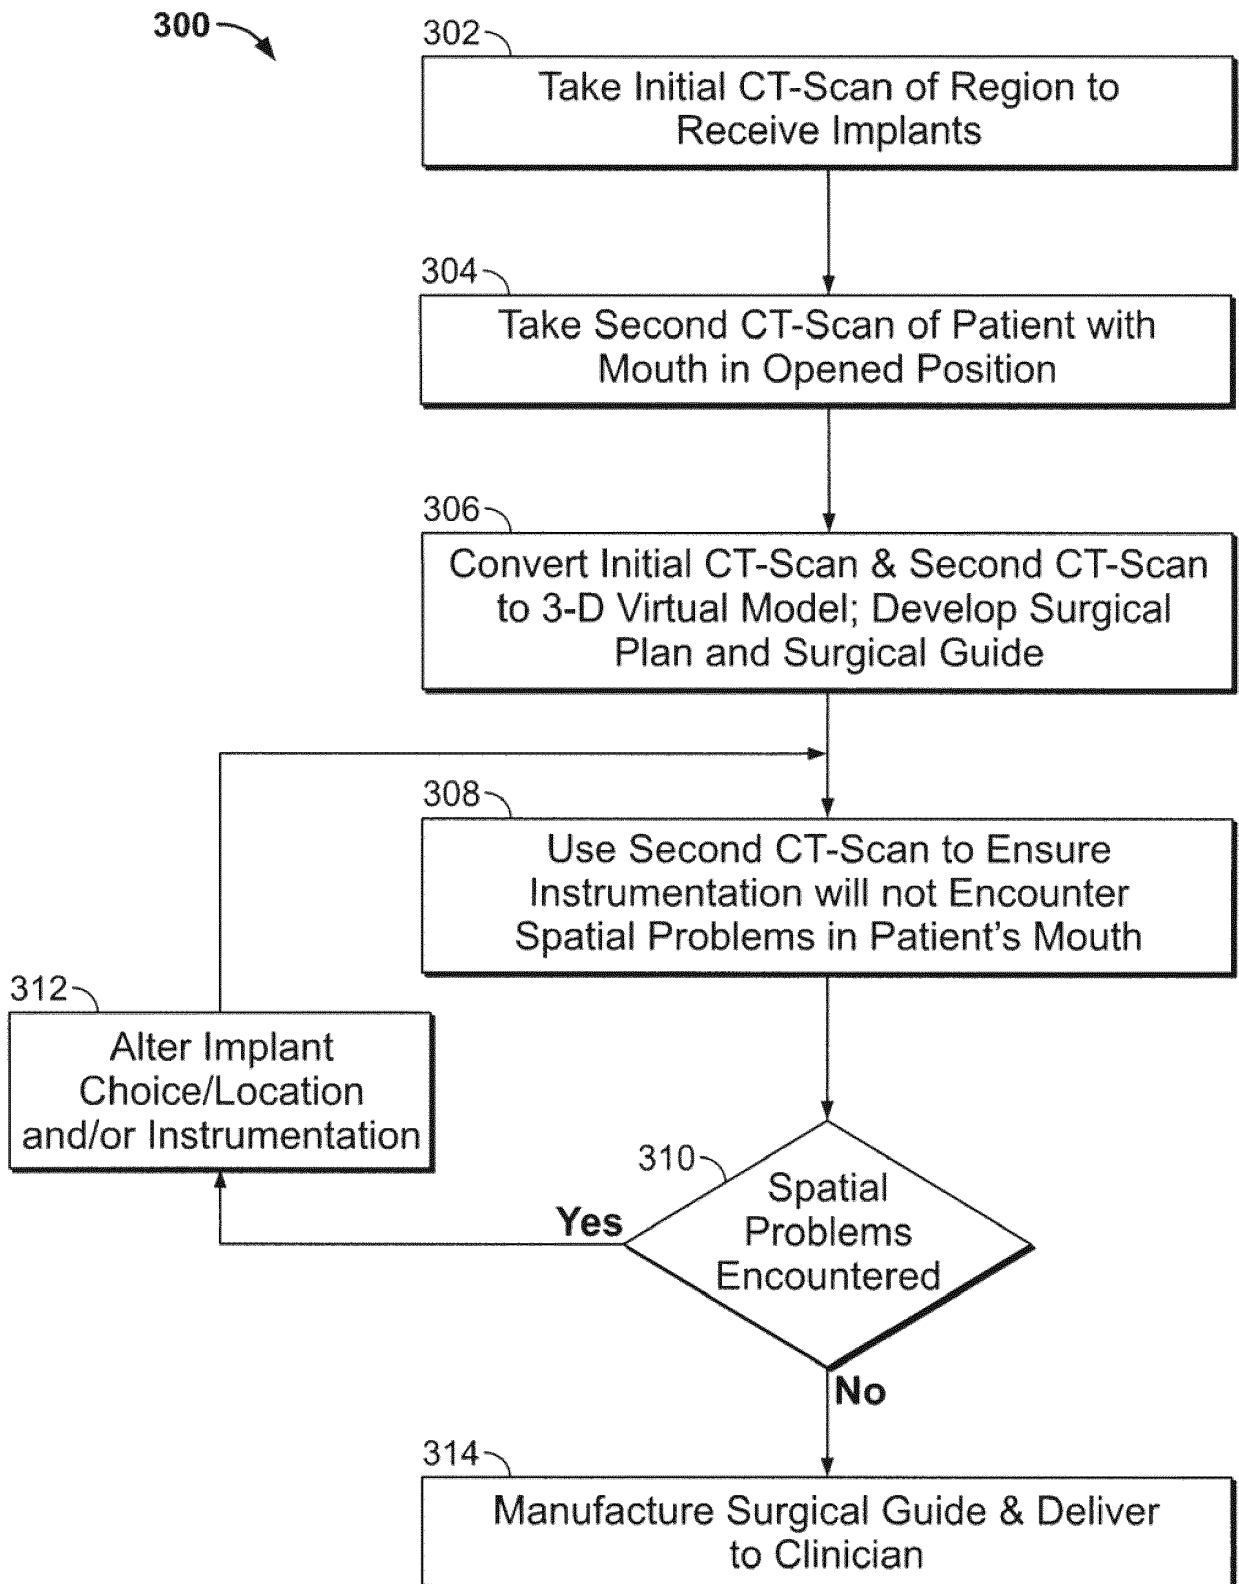 300
302
Take Initial CT-Scan of Region to
Receive Implants
304
Take Second CT-Scan of Patient with
Mouth in Opened Position
306
Convert Initial CT-Scan & Second CT-Scan
to 3-D Virtual Model; Develop Surgical
Plan and Surgical Guide
308
Use Second CT-Scan to Ensure
Instrumentation will not Encounter
Spatial Problems in Patient's Mouth
312
Alter Implant
Choice/Location
and/or Instrumentation
310
Spatial
Problems
Encountered
Yes
No
314
Manufacture Surgical Guide & Deliver
to Clinician